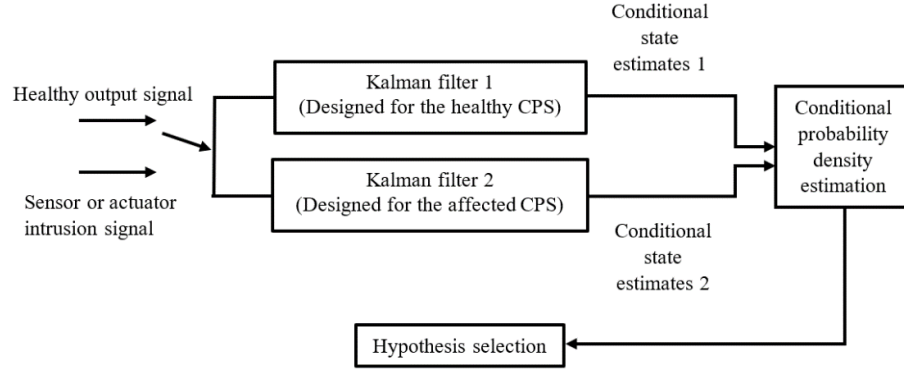 Healthy output signal
Sensor or actuator
intrusion signal
Kalman filter 1
(Designed for the healthy CPS)
Kalman filter 2
(Designed for the affected CPS)
Conditional
state
estimates 1
Conditional
state
estimates 2
Conditional
probability
density
estimation
Hypothesis selection